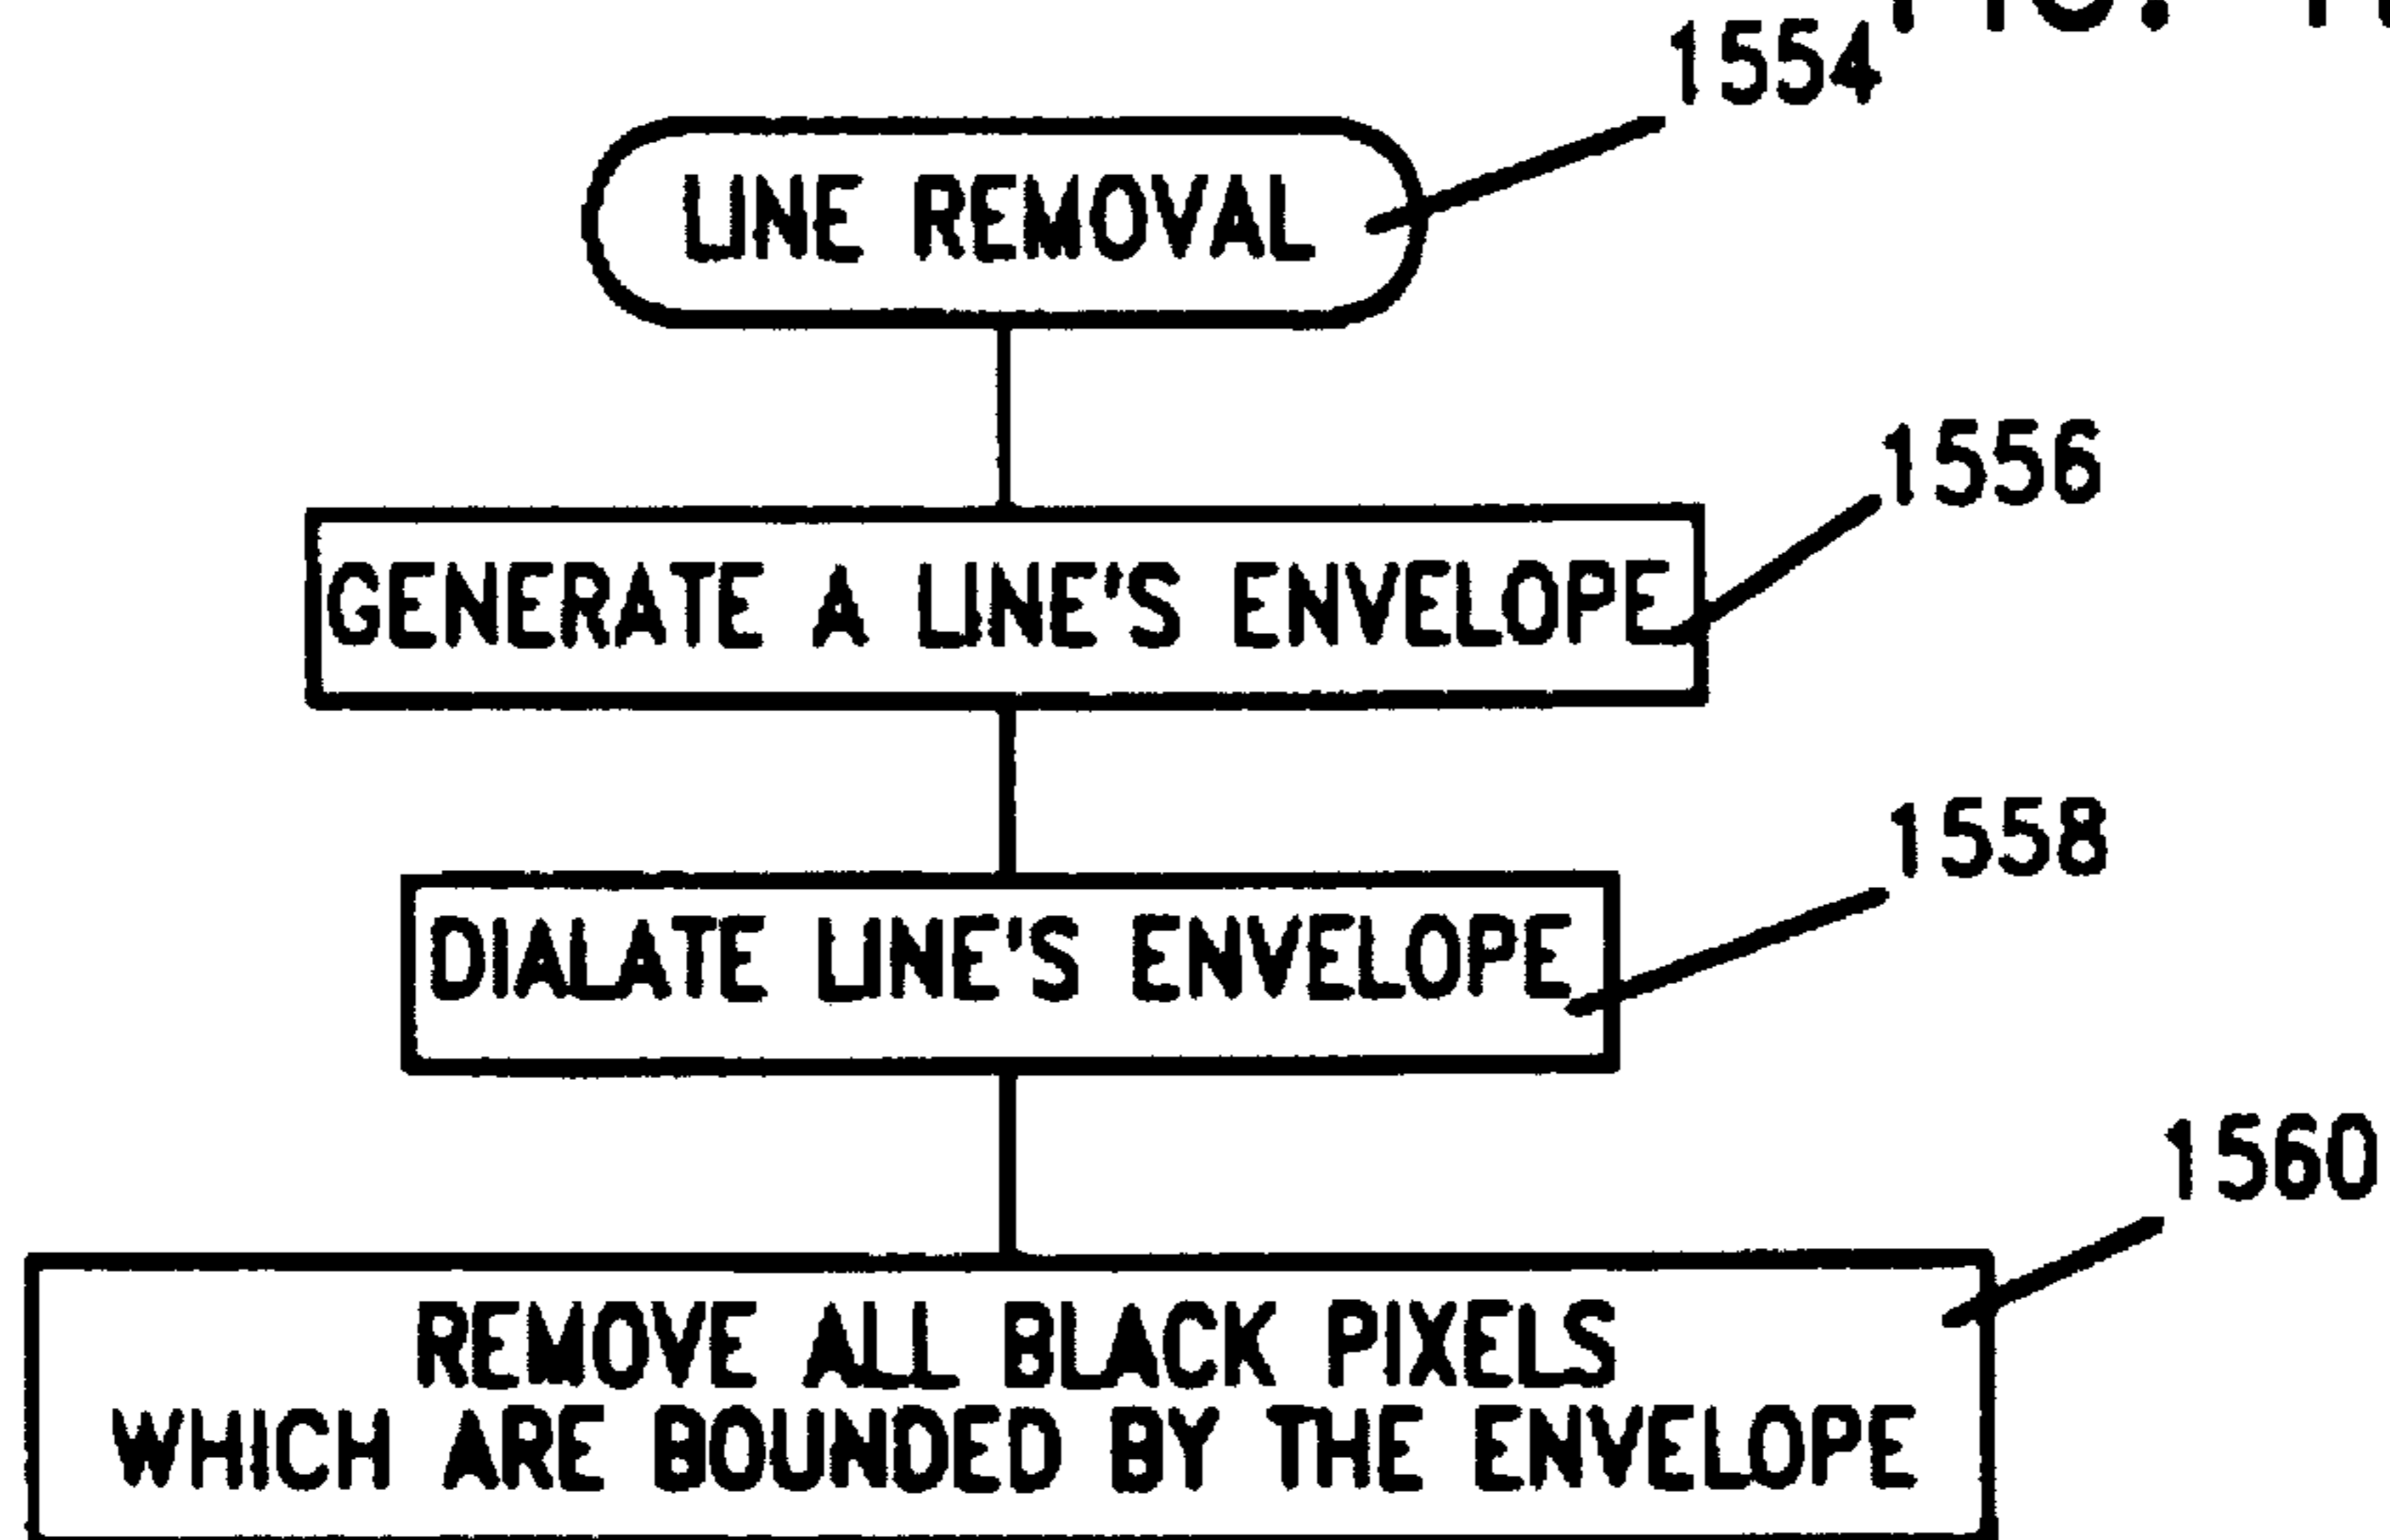 1554
LINE REMOVAL
1556
GENERATE A LINE'S ENVELOPE
1558
DIALATE LINE'S ENVELOPE
1560
REMOVE ALL BLACK PIXELS
WHICH ARE BOUNDED BY THE ENVELOPE